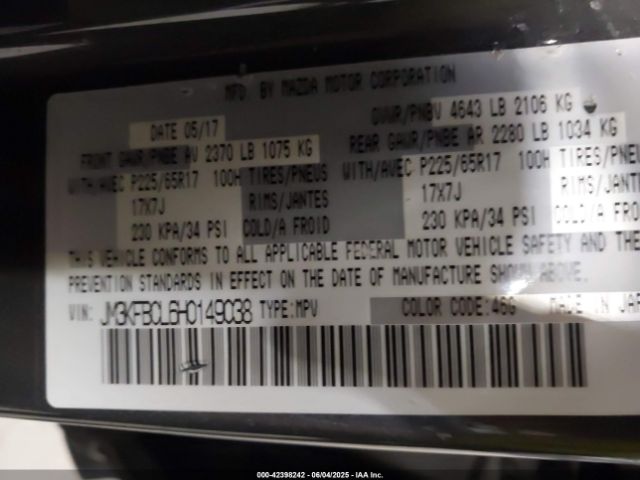 MFD. BY MAZDA MOTOR CORPORATION
DATE 05/17 GVWR/PNBV 4643 LB 2106 KG
FRONT GAWR/PNBE AV 2370 LB 1075 KG REAR GAWR/PNBE AR 2280 LB 1034 KG
WITH/AVEC P225/65R17 100H TIRES/PNEUS WITH/AVEC P225/65R17 100H TIRES/PNEUS
17X7J RIMS/JANTES 17X7J RIMS/JANTES
230 KPA/34 PSI COLD/A FROID 230 KPA/34 PSI COLD/A FROID
THIS VEHICLE CONFORMS TO ALL APPLICABLE FEDERAL MOTOR VEHICLE SAFETY AND THE
PREVENTION STANDARDS IN EFFECT ON THE DATE OF MANUFACTURE SHOWN ABOVE.
VIN: JM3KFBCL6H0149038 TYPE:MPV COLOR CODE:46G
000-42398242 - 06/04/2025 - IAA Inc.